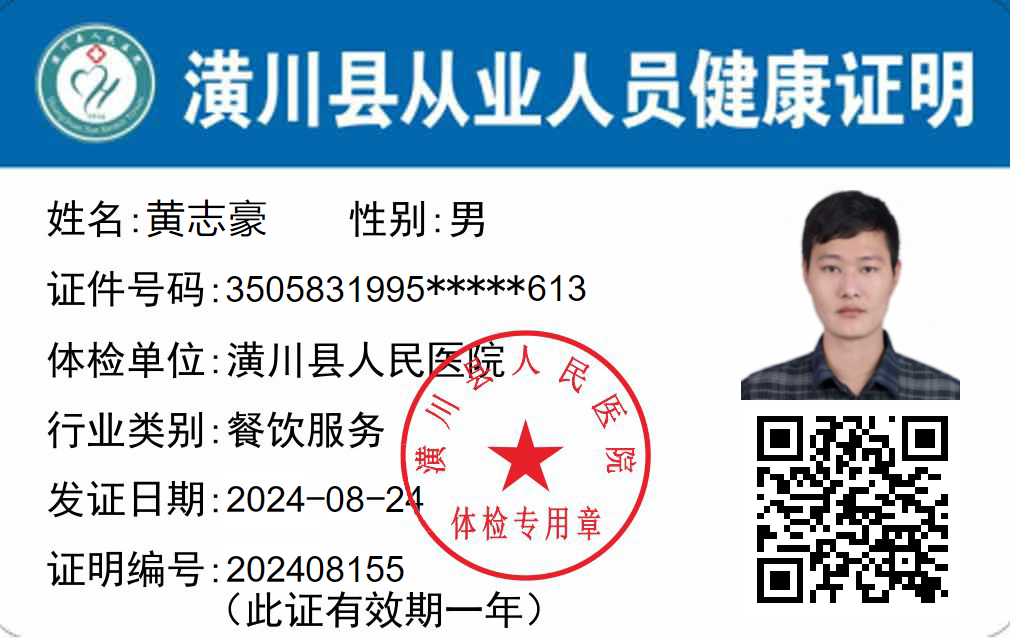 潢川县从业人员健康证明
姓名:黄志豪 性别:男
证件号码:3505831995*****613
体检单位:潢川县人民医院
行业类别:餐饮服务
发证日期:2024-08-24
证明编号:202408155
（此证有效期一年）
潢川县人民医院
体检专用章